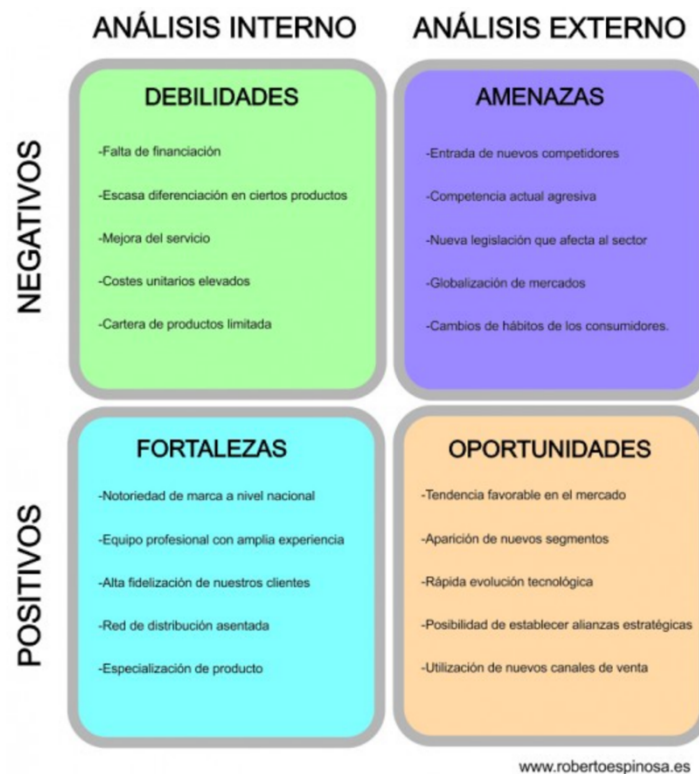 ANÁLISIS INTERNO
ANÁLISIS EXTERNO
NEGATIVOS
DEBILIDADES
-Falta de financiación
-Escasa diferenciación en ciertos productos
-Mejora del servicio
-Costes unitarios elevados
-Cartera de productos limitada
AMENAZAS
-Entrada de nuevos competidores
-Competencia actual agresiva
-Nueva legislación que afecta al sector
-Globalización de mercados
-Cambios de hábitos de los consumidores.
POSITIVOS
FORTALEZAS
-Notoriedad de marca a nivel nacional
-Equipo profesional con amplia experiencia
-Alta fidelización de nuestros clientes
-Red de distribución asentada
-Especialización de producto
OPORTUNIDADES
-Tendencia favorable en el mercado
-Aparición de nuevos segmentos
-Rápida evolución tecnológica
-Posibilidad de establecer alianzas estratégicas
-Utilización de nuevos canales de venta
www.robertoespinosa.es